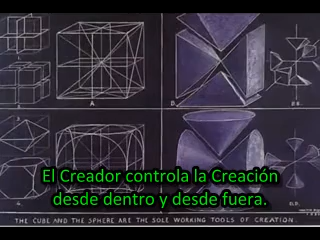 A.
D.
El Creador controla la Creación
desde dentro y desde fuera.
THE CUBE AND THE SPHERE ARE THE SOLE WORKING TOOLS OF CREATION.